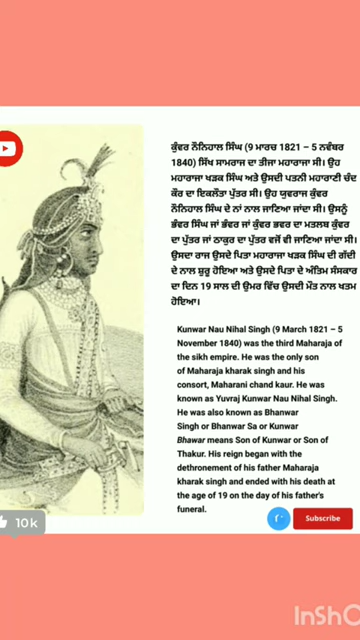 ਕੁੰਵਰ ਨੌਨਿਹਾਲ ਸਿੰਘ (9 ਮਾਰਚ 1821 – 5 ਨਵੰਬਰ
1840) ਸਿੱਖ ਸਾਮਰਾਜ ਦਾ ਤੀਜਾ ਮਹਾਰਾਜਾ ਸੀ। ਉਹ
ਮਹਾਰਾਜਾ ਖੜਕ ਸਿੰਘ ਅਤੇ ਉਸਦੀ ਪਤਨੀ ਮਹਾਰਾਣੀ ਚੰਦ
ਕੌਰ ਦਾ ਇਕਲੌਤਾ ਪੁੱਤਰ ਸੀ। ਉਹ ਯੁਵਰਾਜ ਕੁੰਵਰ
ਨੌਨਿਹਾਲ ਸਿੰਘ ਦੇ ਨਾਂ ਨਾਲ ਜਾਣਿਆ ਜਾਂਦਾ ਸੀ। ਉਸਨੂੰ
ਭੰਵਰ ਸਿੰਘ ਜਾਂ ਭੰਵਰ ਜਾਂ ਕੁੰਵਰ ਭਵਰ ਦਾ ਮਤਲਬ ਕੁੰਵਰ
ਦਾ ਪੁੱਤਰ ਜਾਂ ਠਾਕੁਰ ਦਾ ਪੁੱਤਰ ਵਜੋਂ ਵੀ ਜਾਣਿਆ ਜਾਂਦਾ ਸੀ।
ਉਸਦਾ ਰਾਜ ਉਸਦੇ ਪਿਤਾ ਮਹਾਰਾਜਾ ਖੜਕ ਸਿੰਘ ਦੀ ਗੱਦੀ
ਦੇ ਨਾਲ ਸ਼ੁਰੂ ਹੋਇਆ ਅਤੇ ਉਸਦੇ ਪਿਤਾ ਦੇ ਅੰਤਿਮ ਸੰਸਕਾਰ
ਦਾ ਦਿਨ 19 ਸਾਲ ਦੀ ਉਮਰ ਵਿੱਚ ਉਸਦੀ ਮੌਤ ਨਾਲ ਖਤਮ
ਹੋਇਆ।
Kunwar Nau Nihal Singh (9 March 1821 – 5
November 1840) was the third Maharaja of
the sikh empire. He was the only son
of Maharaja kharak singh and his
consort, Maharani chand kaur. He was
known as Yuvraj Kunwar Nau Nihal Singh.
He was also known as Bhanwar
Singh or Bhanwar Sa or Kunwar
Bhawar means Son of Kunwar or Son of
Thakur. His reign began with the
dethronement of his father Maharaja
kharak singh and ended with his death at
the age of 19 on the day of his father's
funeral.
10k
Subscribe
InShO